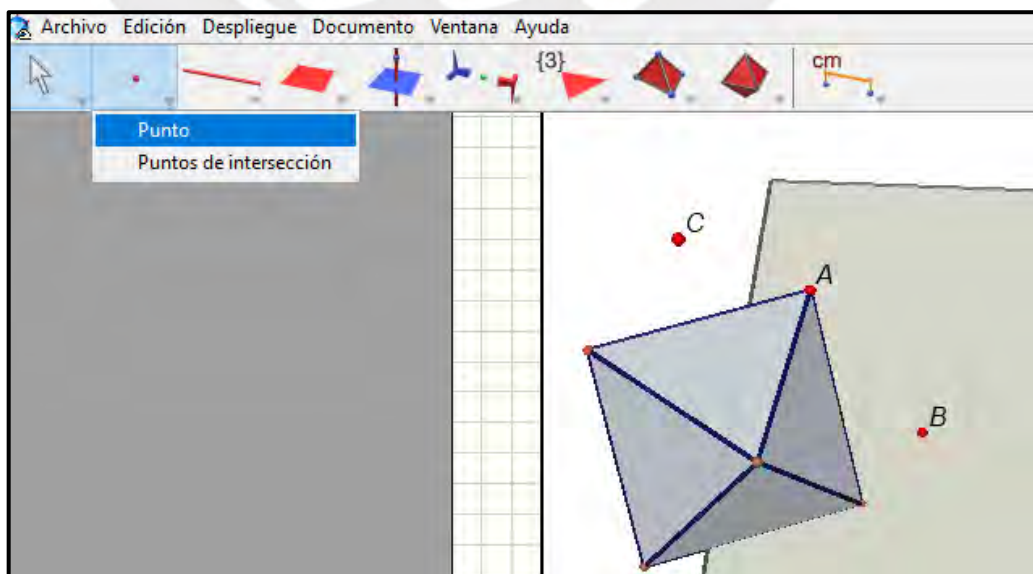 Archivo Edición Despliegue Documento Ventana Ayuda
{3}
cm
Punto
Puntos de intersección
C
A
B